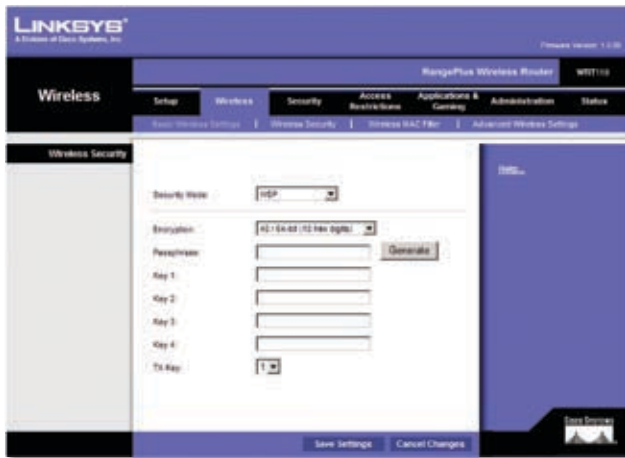 LINKSYS®
A Division of Cisco Systems, Inc.
Firmware Version: 1.0.00
RangePlus Wireless Router
WRT110
Wireless
Setup
Wireless
Security
Access Restrictions
Applications & Gaming
Administration
Status
Basic Wireless Settings | Wireless Security | Wireless MAC Filter | Advanced Wireless Settings
Wireless Security
Help...
Security Mode:
WEP
Encryption:
40 / 64-bit (10 hex digits)
Passphrase:
Generate
Key 1:
Key 2:
Key 3:
Key 4:
TX Key:
1
Save Settings
Cancel Changes
Cisco Systems